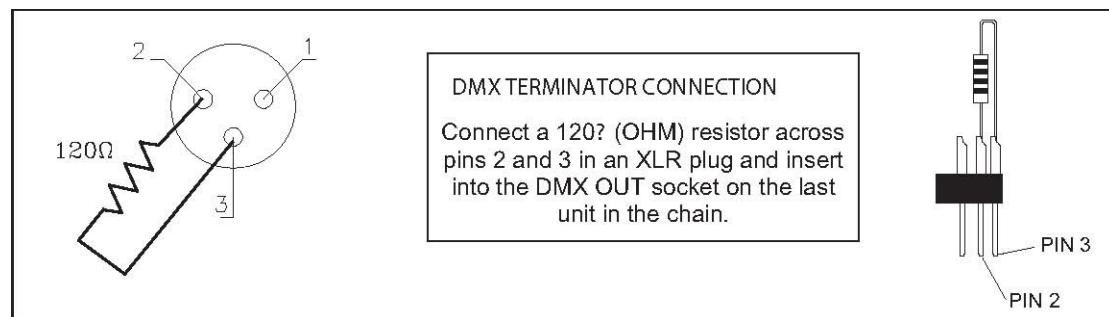 2
1
120Ω
3
DMX TERMINATOR CONNECTION
Connect a 120? (OHM) resistor across
pins 2 and 3 in an XLR plug and insert
into the DMX OUT socket on the last
unit in the chain.
PIN 3
PIN 2